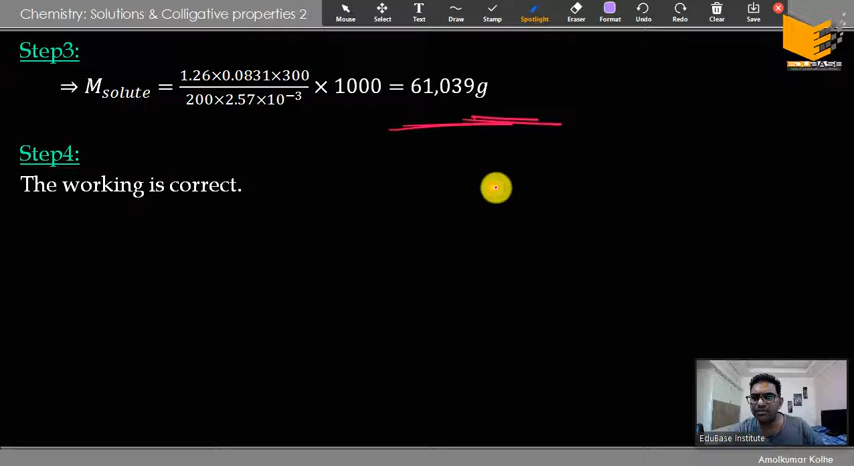 Chemistry: Solutions & Colligative properties 2
Mouse
Select
Text
Draw
Stamp
Spotlight
Eraser
Format
Undo
Redo
Clear
Save
EDUBASE
Step3:
⇒ M_solute = (1.26×0.0831×300)/(200×2.57×10⁻³) × 1000 = 61,039g
Step4:
The working is correct.
EduBase Institute
Amolkumar Kolhe